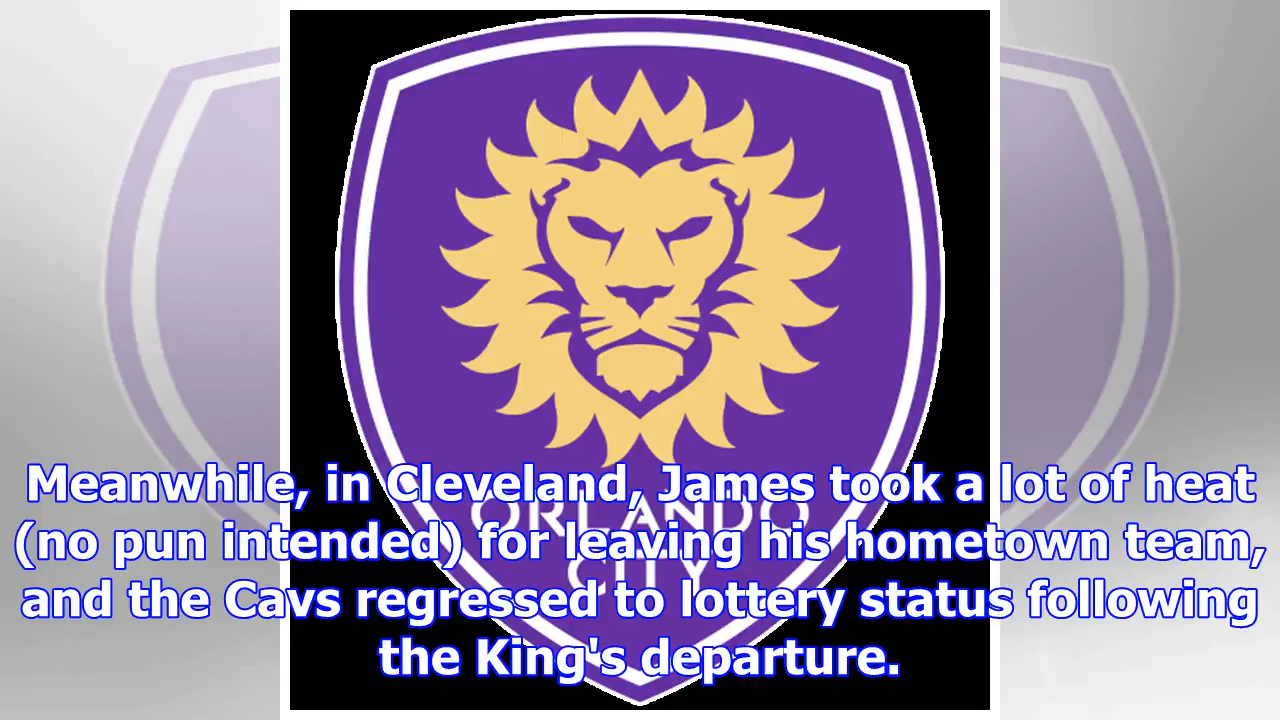 Meanwhile, in Cleveland, James took a lot of heat
ORLANDO
(no pun intended) for leaving his hometown team,
CITY
and the Cavs regressed to lottery status following
the King's departure.